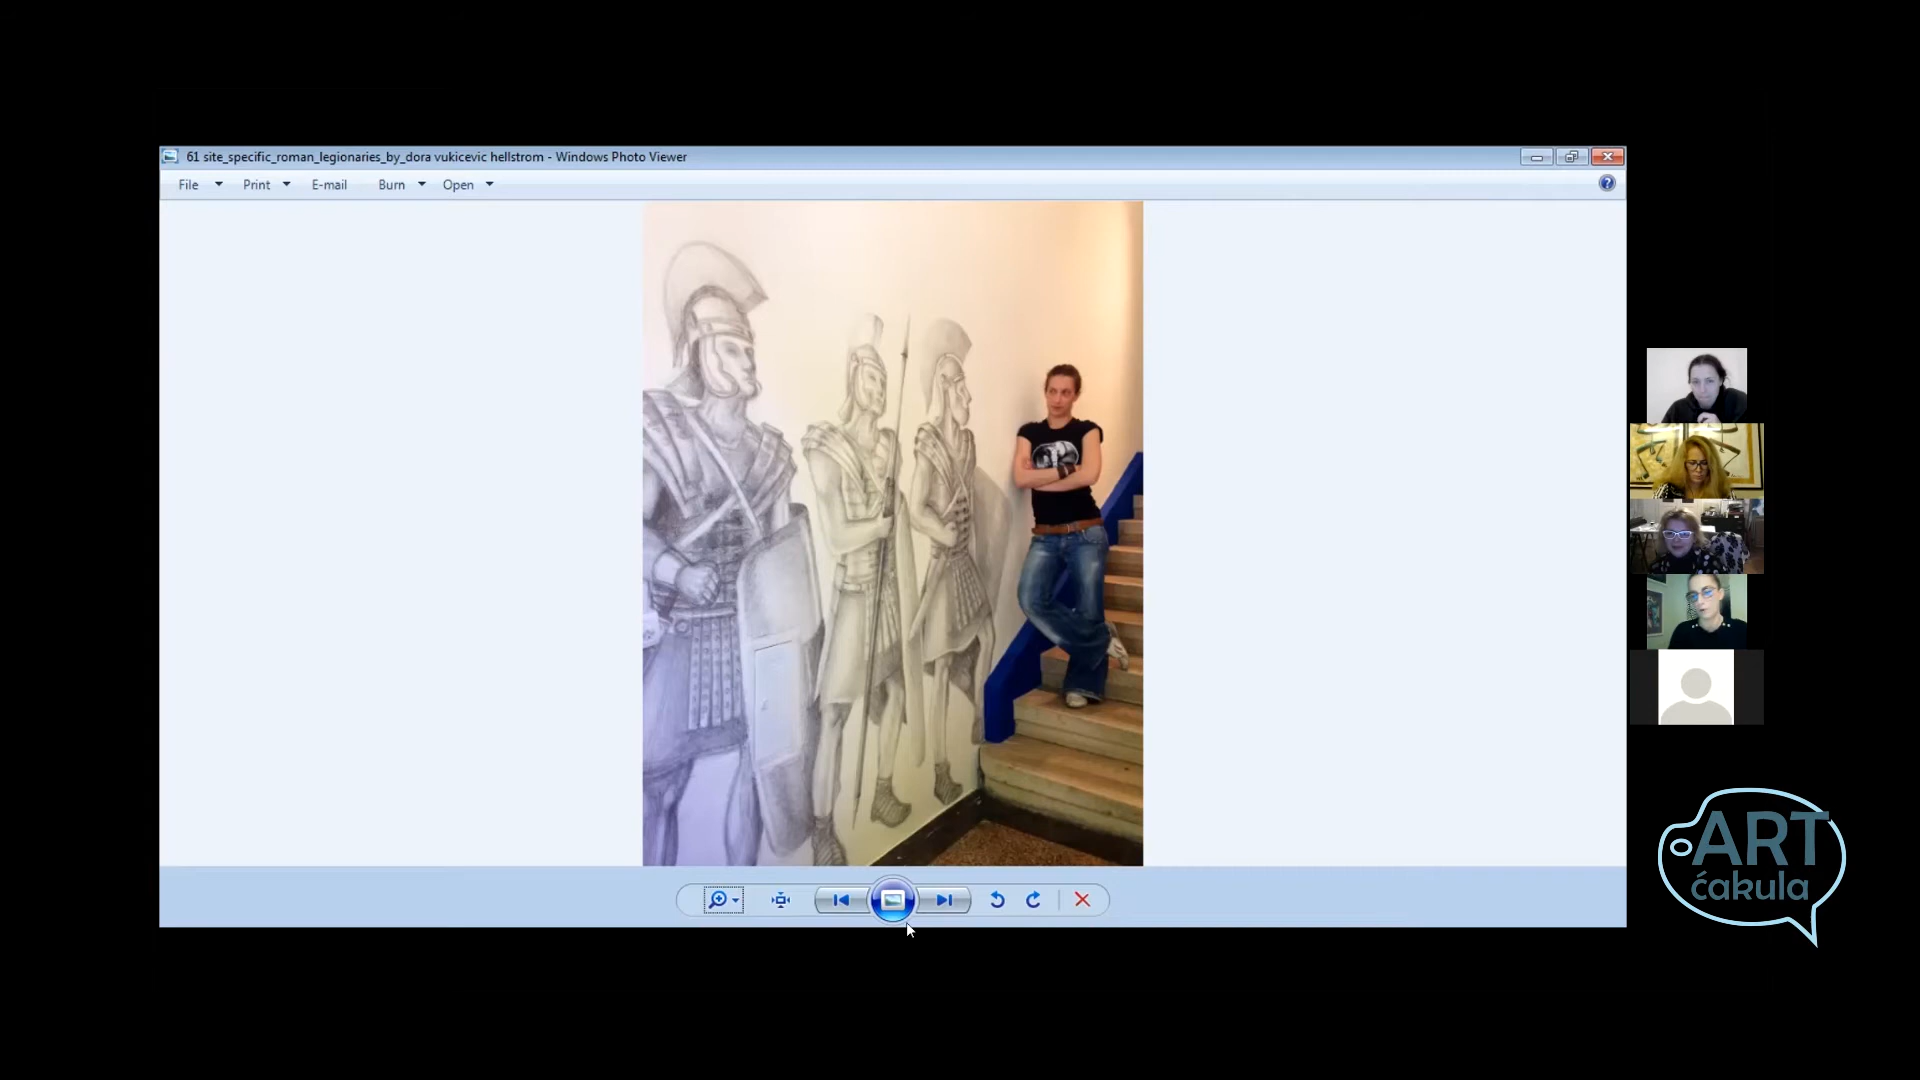 61 site_specific_roman_legionaries_by_dora vukicevic hellstrom - Windows Photo Viewer
File Print E-mail Burn Open
ART
ćakula